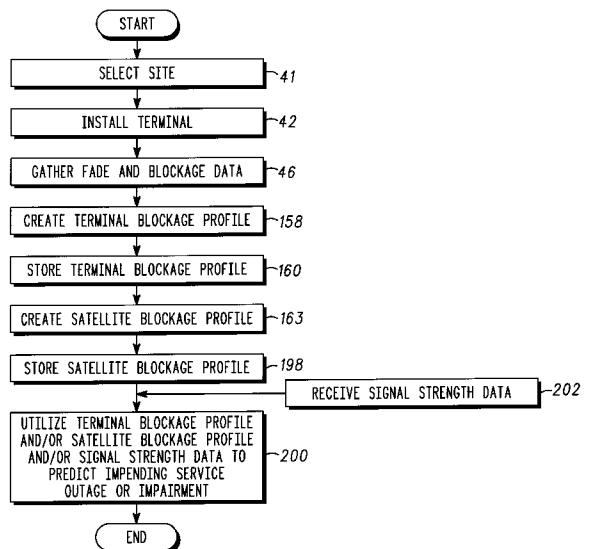 START
SELECT SITE
41
INSTALL TERMINAL
42
GATHER FADE AND BLOCKAGE DATA
46
CREATE TERMINAL BLOCKAGE PROFILE
158
STORE TERMINAL BLOCKAGE PROFILE
160
CREATE SATELLITE BLOCKAGE PROFILE
163
STORE SATELLITE BLOCKAGE PROFILE
198
RECEIVE SIGNAL STRENGTH DATA
202
UTILIZE TERMINAL BLOCKAGE PROFILE
AND/OR SATELLITE BLOCKAGE PROFILE
AND/OR SIGNAL STRENGTH DATA TO
PREDICT IMPENDING SERVICE
OUTAGE OR IMPAIRMENT
200
END